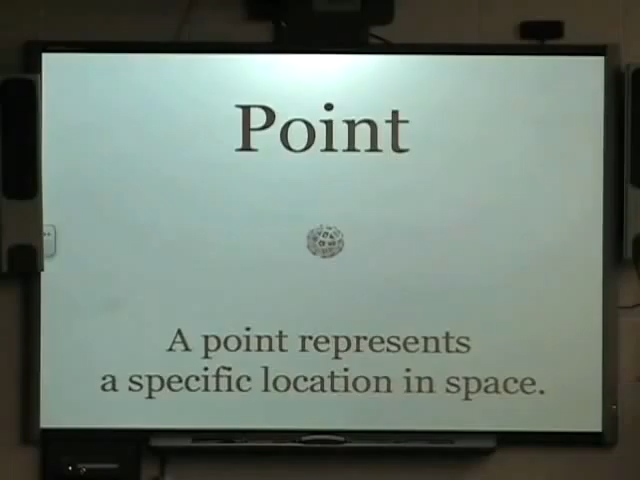 Point
A point represents
a specific location in space.